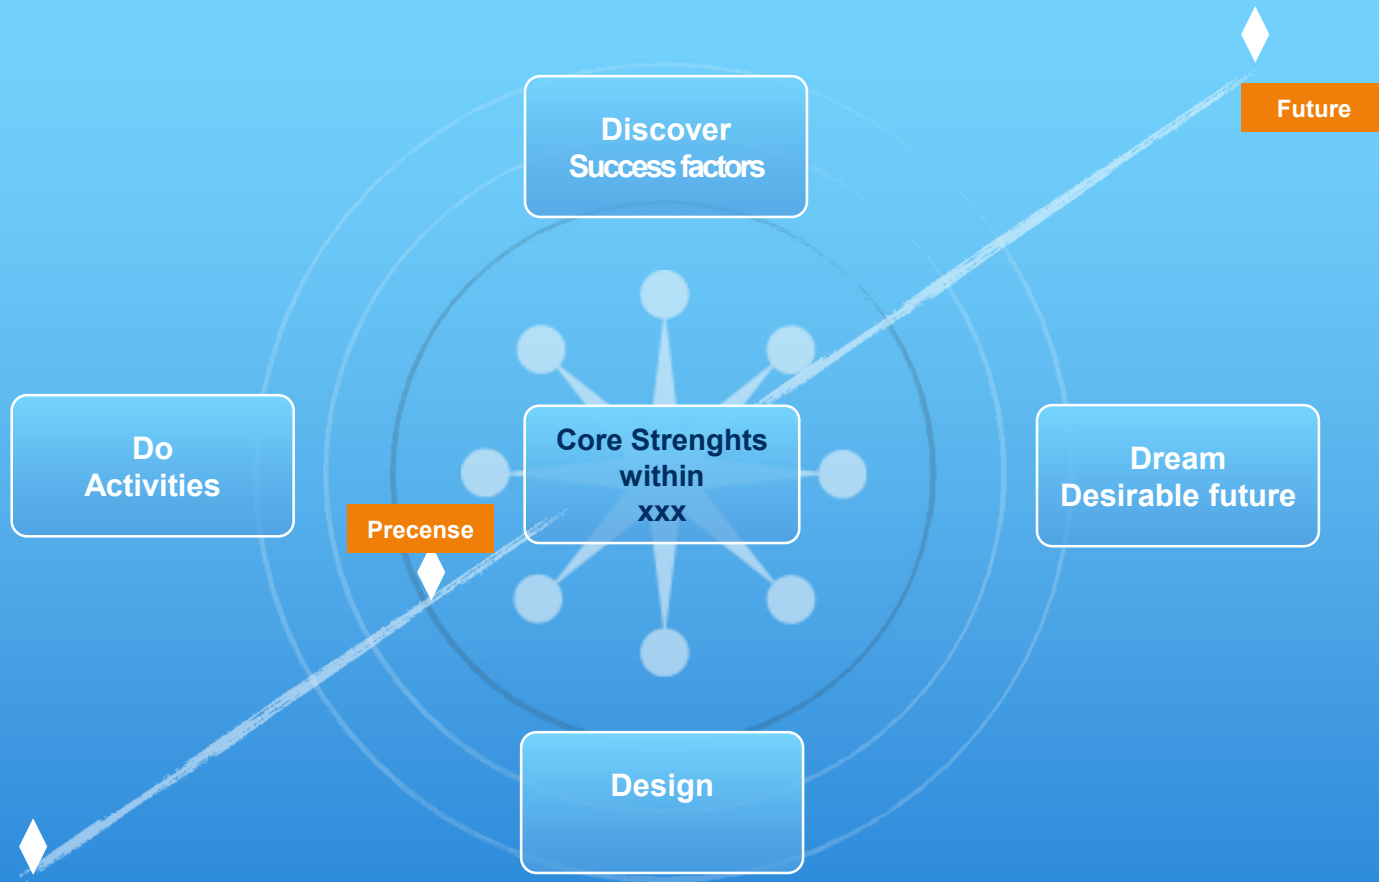 Future
Discover
Success factors
Do
Activities
Core Strenghts
within
xxx
Dream
Desirable future
Precense
Design